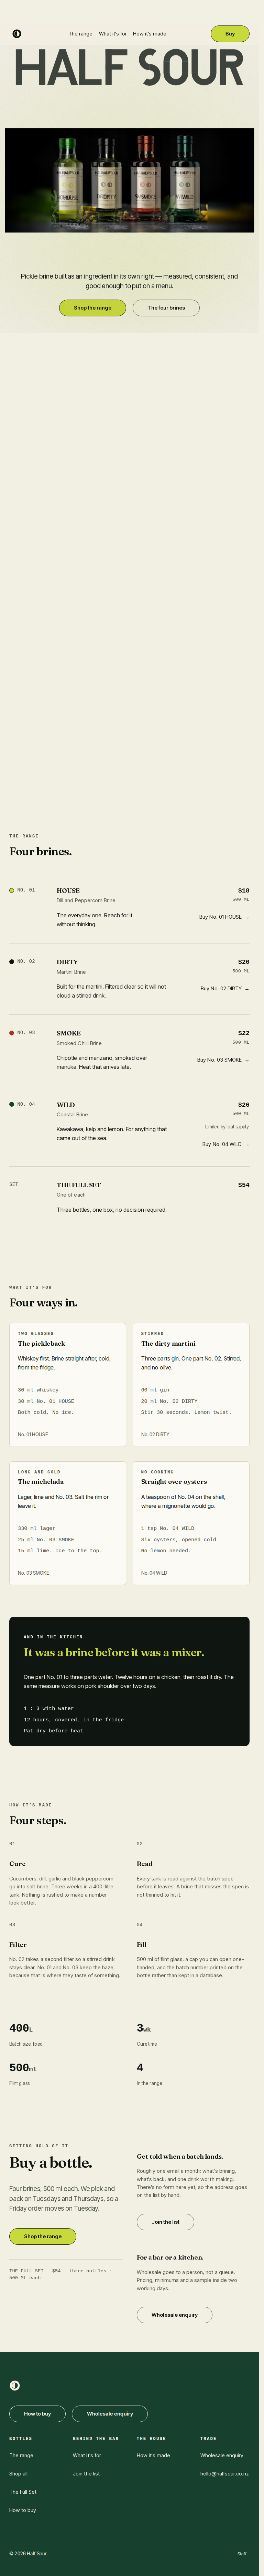 The range What it's for How it's made Buy
HALF SOUR
Pickle brine built as an ingredient in its own right — measured, consistent, and
good enough to put on a menu.
Shop the range The four brines
THE RANGE
Four brines.
NO. 01 HOUSE $18
Dill and Peppercorn Brine 500 ML
The everyday one. Reach for it
without thinking.
Buy No. 01 HOUSE →
NO. 02 DIRTY $20
Martini Brine 500 ML
Built for the martini. Filtered clear so it will not
cloud a stirred drink.
Buy No. 02 DIRTY →
NO. 03 SMOKE $22
Smoked Chilli Brine 500 ML
Chipotle and manzano, smoked over
manuka. Heat that arrives late.
Buy No. 03 SMOKE →
NO. 04 WILD $26
Coastal Brine 500 ML
Kawakawa, kelp and lemon. For anything that
came out of the sea.
Limited by leaf supply.
Buy No. 04 WILD →
SET THE FULL SET $54
One of each
Three bottles, one box, no decision required.
WHAT IT'S FOR
Four ways in.
TWO GLASSES
The pickleback
Whiskey first. Brine straight after, cold,
from the fridge.
30 ml whiskey
30 ml No. 01 HOUSE
Both cold. No ice.
No. 01 HOUSE
STIRRED
The dirty martini
Three parts gin. One part No. 02. Stirred,
and no olive.
60 ml gin
20 ml No. 02 DIRTY
Stir 30 seconds. Lemon twist.
No. 02 DIRTY
LONG AND COLD
The michelada
Lager, lime and No. 03. Salt the rim or
leave it.
330 ml lager
25 ml No. 03 SMOKE
15 ml lime. Ice to the top.
No. 03 SMOKE
NO COOKING
Straight over oysters
A teaspoon of No. 04 on the shell,
where a mignonette would go.
1 tsp No. 04 WILD
Six oysters, opened cold
No lemon needed.
No. 04 WILD
AND IN THE KITCHEN
It was a brine before it was a mixer.
One part No. 01 to three parts water. Twelve hours on a chicken, then roast it dry. The
same measure works on pork shoulder over two days.
1 : 3 with water
12 hours, covered, in the fridge
Pat dry before heat
HOW IT'S MADE
Four steps.
01
Cure
Cucumbers, dill, garlic and black peppercorn
go into salt brine. Three weeks in a 400-litre
tank. Nothing is rushed to make a number
look better.
02
Read
Every tank is read against the batch spec
before it leaves. A brine that misses the spec is
not thinned to hit it.
03
Filter
No. 02 takes a second filter so a stirred drink
stays clear. No. 01 and No. 03 keep the haze,
because that is where they taste of something.
04
Fill
500 ml of flint glass, a cap you can open one-
handed, and the batch number printed on the
bottle rather than kept in a database.
400L
Batch size, fixed
3wk
Cure time
500ml
Flint glass
4
In the range
GETTING HOLD OF IT
Buy a bottle.
Four brines, 500 ml each. We pick and
pack on Tuesdays and Thursdays, so a
Friday order moves on Tuesday.
Shop the range
THE FULL SET — $54 · three bottles ·
500 ML each
Get told when a batch lands.
Roughly one email a month: what's brining,
what's back, and one drink worth making.
There's no form here yet, so the address goes
on the list by hand.
Join the list
For a bar or a kitchen.
Wholesale goes to a person, not a queue.
Pricing, minimums and a sample inside two
working days.
Wholesale enquiry
How to buy Wholesale enquiry
BOTTLES BEHIND THE BAR THE HOUSE TRADE
The range What it's for How it's made Wholesale enquiry
Shop all Join the list hello@halfsour.co.nz
The Full Set
How to buy
© 2026 Half Sour Staff